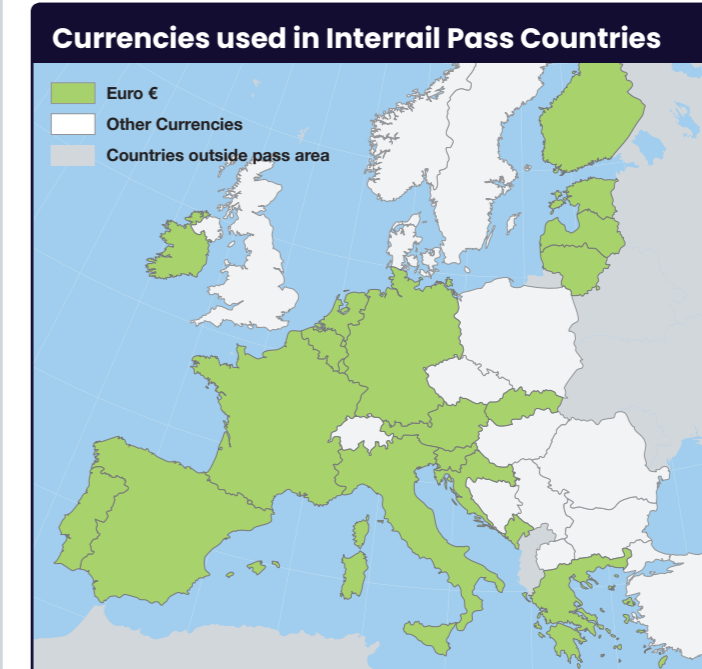 Currencies used in Interrail Pass Countries
Euro €
Other Currencies
Countries outside pass area